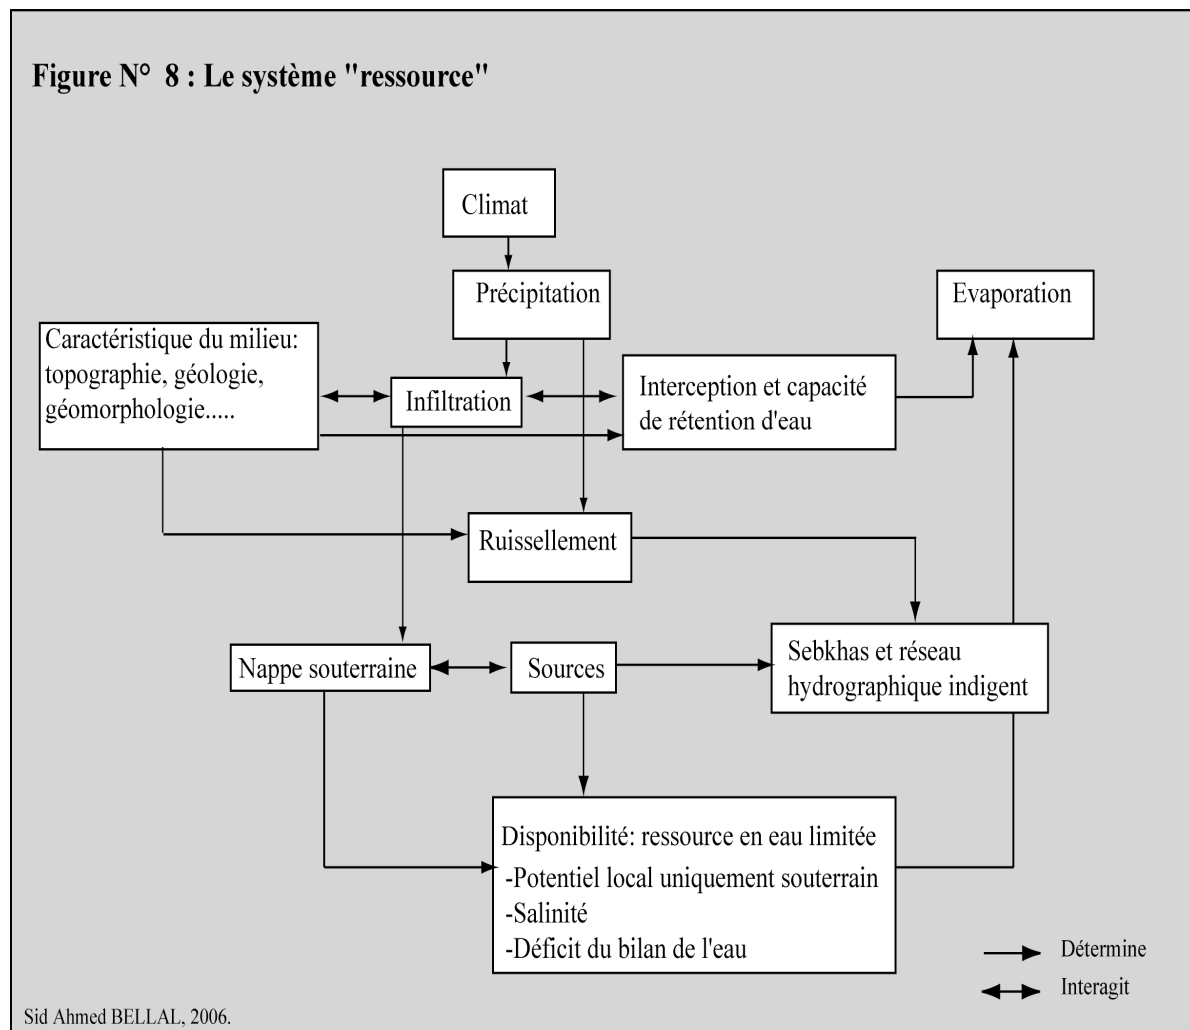 Figure N° 8 : Le système "ressource"
Climat
Précipitation
Evaporation
Caractéristique du milieu:
topographie, géologie,
géomorphologie.....
Infiltration
Interception et capacité
de rétention d'eau
Ruissellement
Nappe souterraine
Sources
Sebkhas et réseau
hydrographique indigent
Disponibilité: ressource en eau limitée
-Potentiel local uniquement souterrain
-Salinité
-Déficit du bilan de l'eau
Détermine
Interagit
Sid Ahmed BELLAL, 2006.